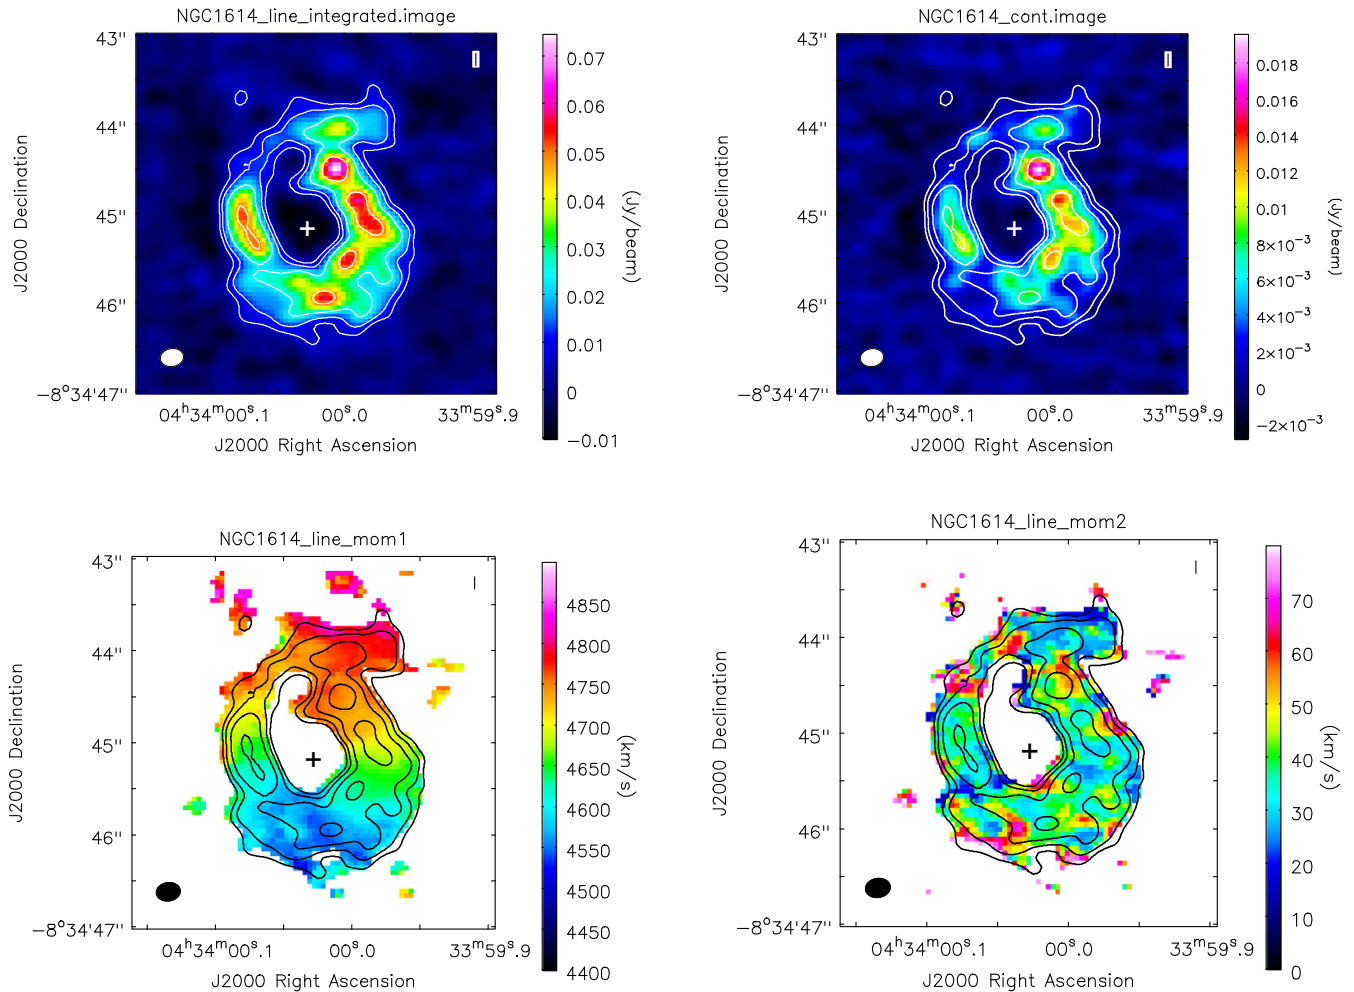 NGC1614_line_integrated.image
43"
44"
45"
46"
−8°34'47"
J2000 Declination
04ʰ34ᵐ00ˢ.1
00ˢ.0
33ᵐ59ˢ.9
J2000 Right Ascension
0.07
0.06
0.05
0.04
0.03
0.02
0.01
0
−0.01
(Jy/beam)
I
NGC1614_cont.image
43"
44"
45"
46"
−8°34'47"
J2000 Declination
04ʰ34ᵐ00ˢ.1
00ˢ.0
33ᵐ59ˢ.9
J2000 Right Ascension
0.018
0.016
0.014
0.012
0.01
8×10⁻³
6×10⁻³
4×10⁻³
2×10⁻³
0
−2×10⁻³
(Jy/beam)
I
NGC1614_line_mom1
43"
44"
45"
46"
−8°34'47"
J2000 Declination
04ʰ34ᵐ00ˢ.1
00ˢ.0
33ᵐ59ˢ.9
J2000 Right Ascension
4850
4800
4750
4700
4650
4600
4550
4500
4450
4400
(km/s)
I
NGC1614_line_mom2
43"
44"
45"
46"
−8°34'47"
J2000 Declination
04ʰ34ᵐ00ˢ.1
00ˢ.0
33ᵐ59ˢ.9
J2000 Right Ascension
70
60
50
40
30
20
10
0
(km/s)
I